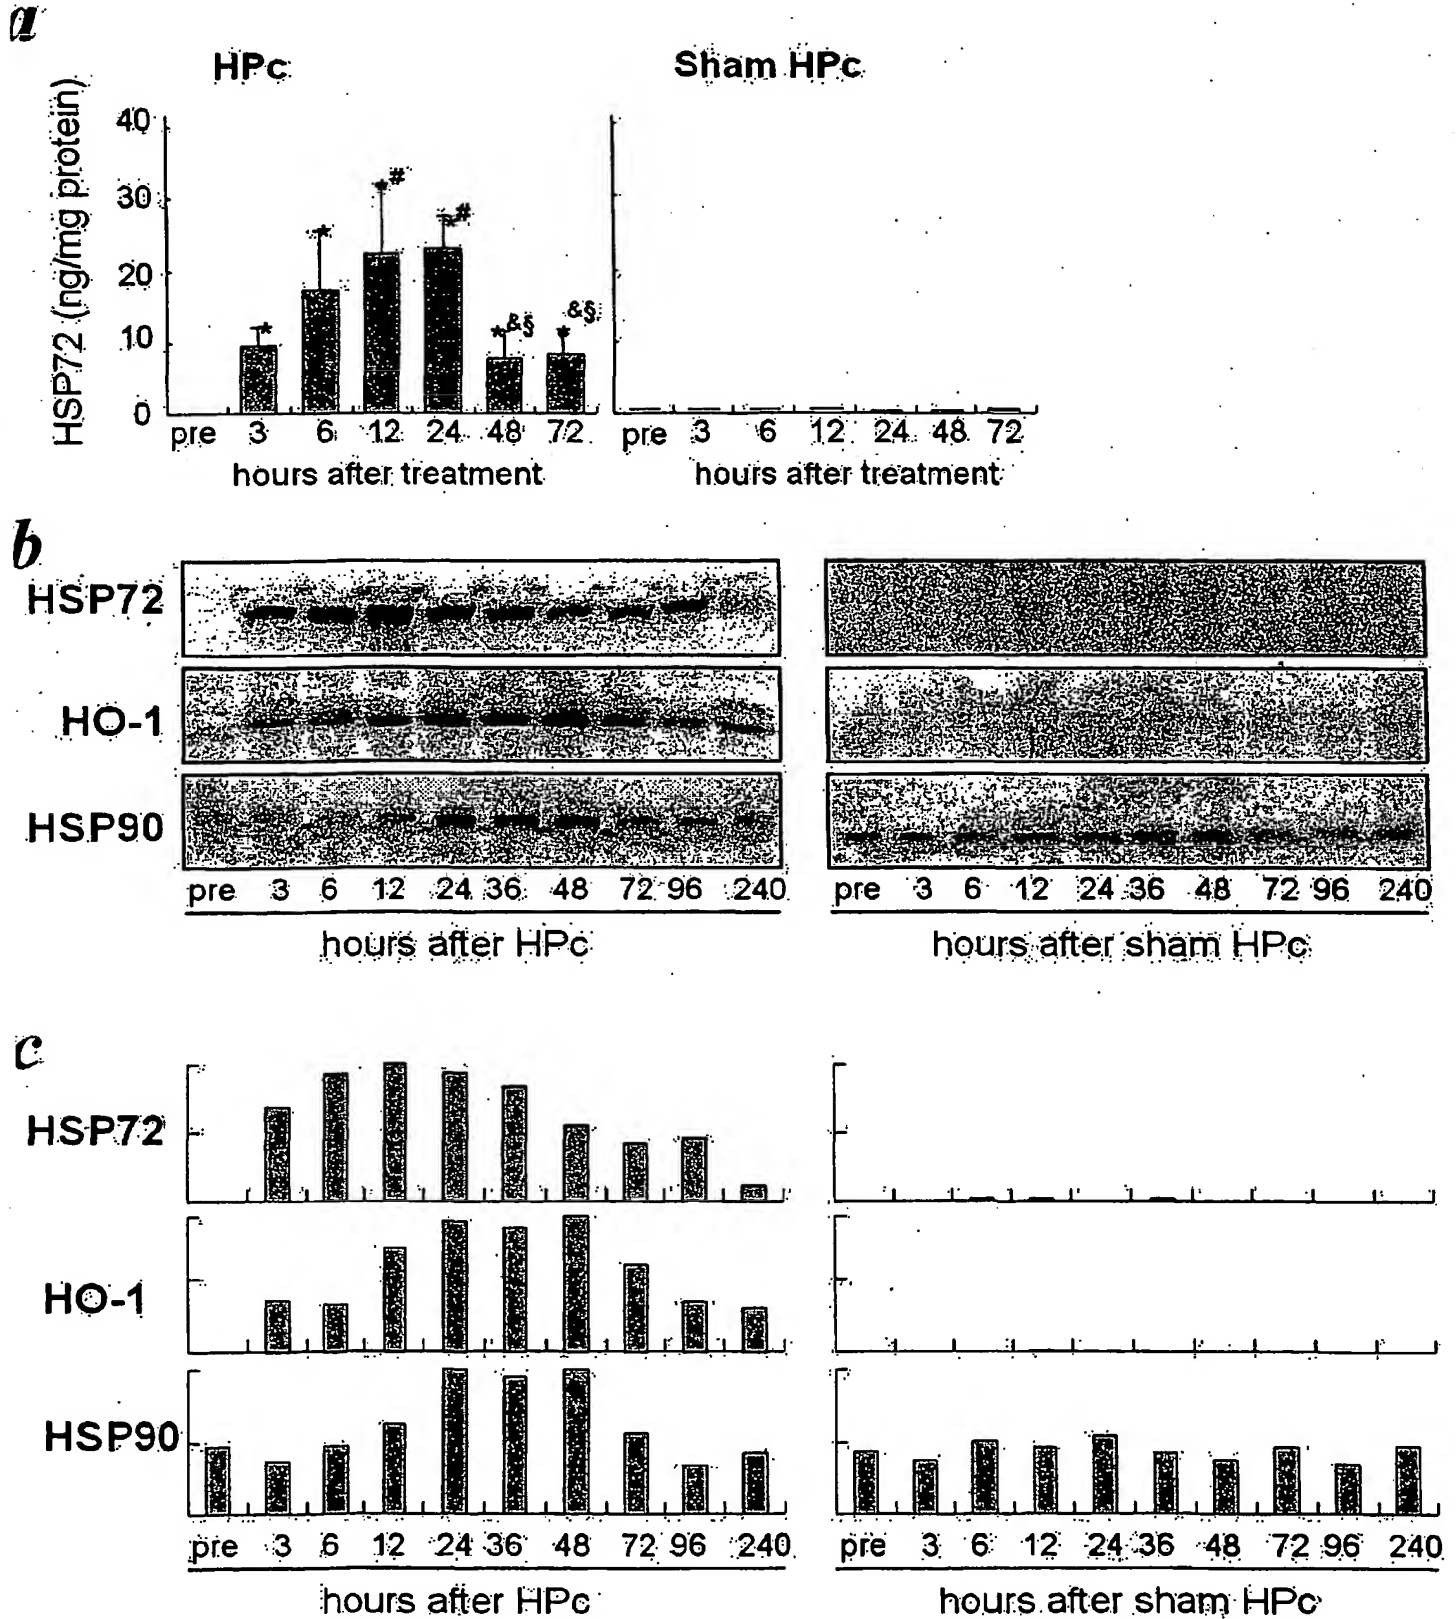 a
HPc Sham HPc
HSP72 (ng/mg protein)
40
30
20
10
0
* * *# *# *&§ *&§
pre 3 6 12 24 48 72 pre 3 6 12 24 48 72
hours after treatment hours after treatment
b
HSP72
HO-1
HSP90
pre 3 6 12 24 36 48 72 96 240 pre 3 6 12 24 36 48 72 96 240
hours after HPc hours after sham HPc
c
HSP72
HO-1
HSP90
pre 3 6 12 24 36 48 72 96 240 pre 3 6 12 24 36 48 72 96 240
hours after HPc hours after sham HPc